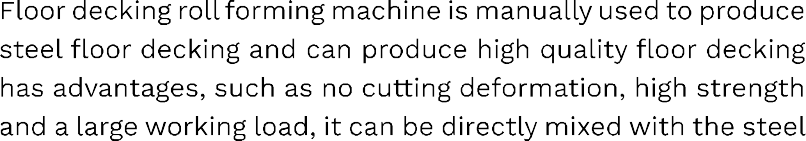 Floor decking roll forming machine is manually used to produce
steel floor decking and can produce high quality floor decking
has advantages, such as no cutting deformation, high strength
and a large working load, it can be directly mixed with the steel